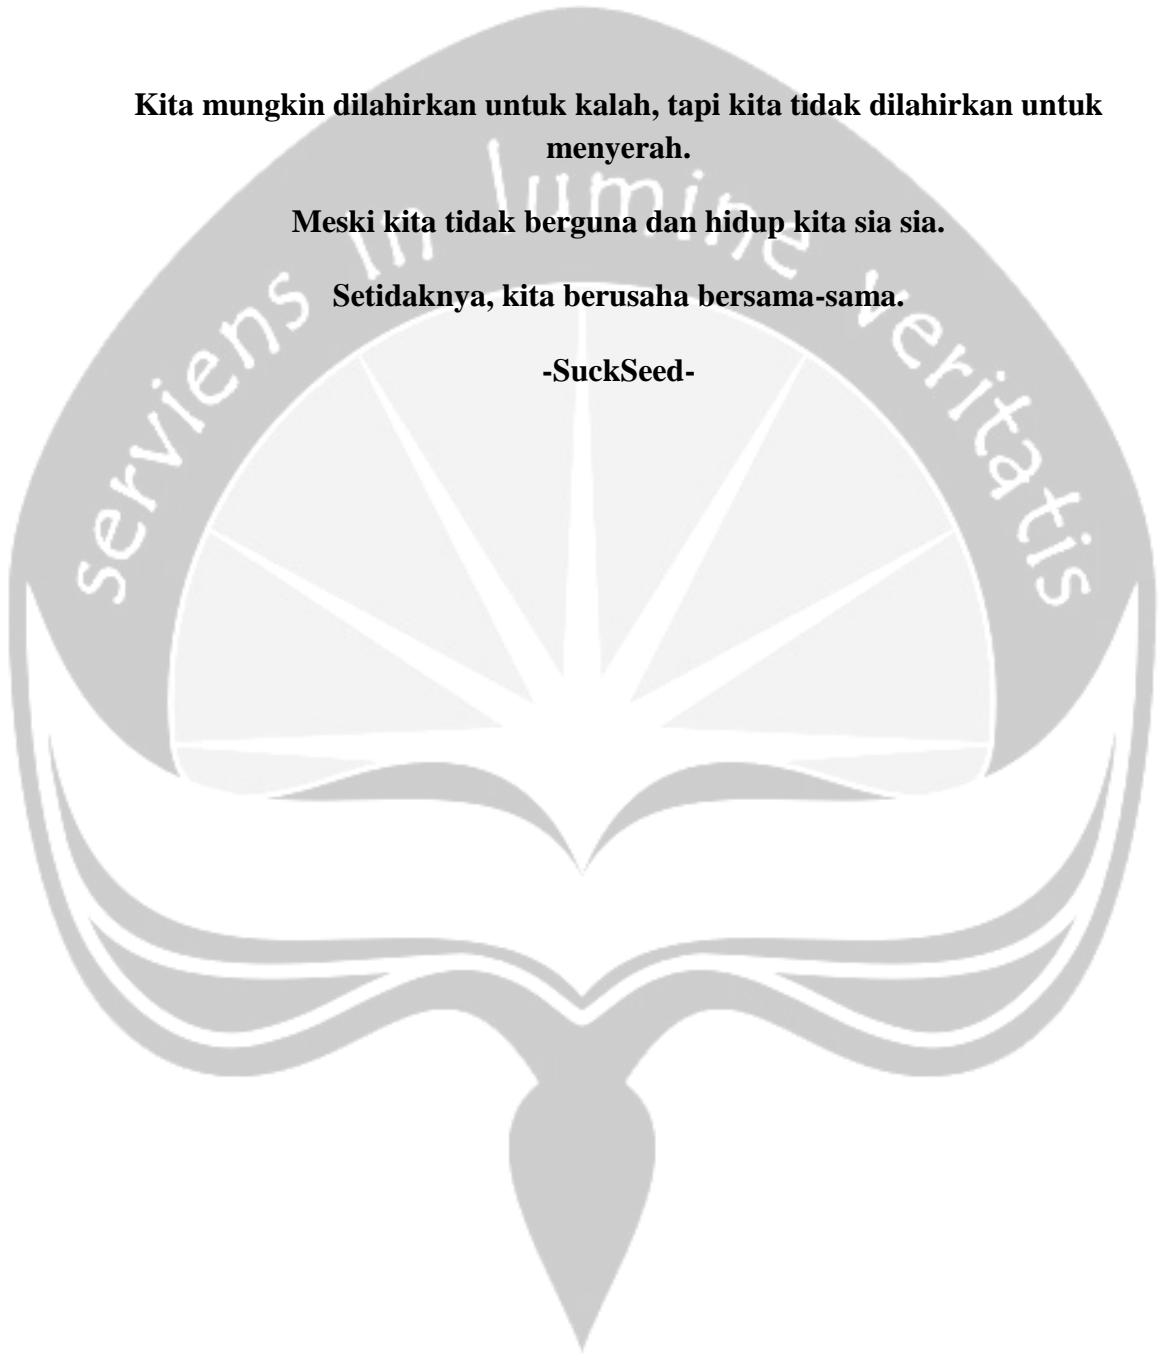 Kita mungkin dilahirkan untuk kalah, tapi kita tidak dilahirkan untuk
menyerah.
serviens in lumine veritatis
Meski kita tidak berguna dan hidup kita sia sia.
Setidaknya, kita berusaha bersama-sama.
-SuckSeed-